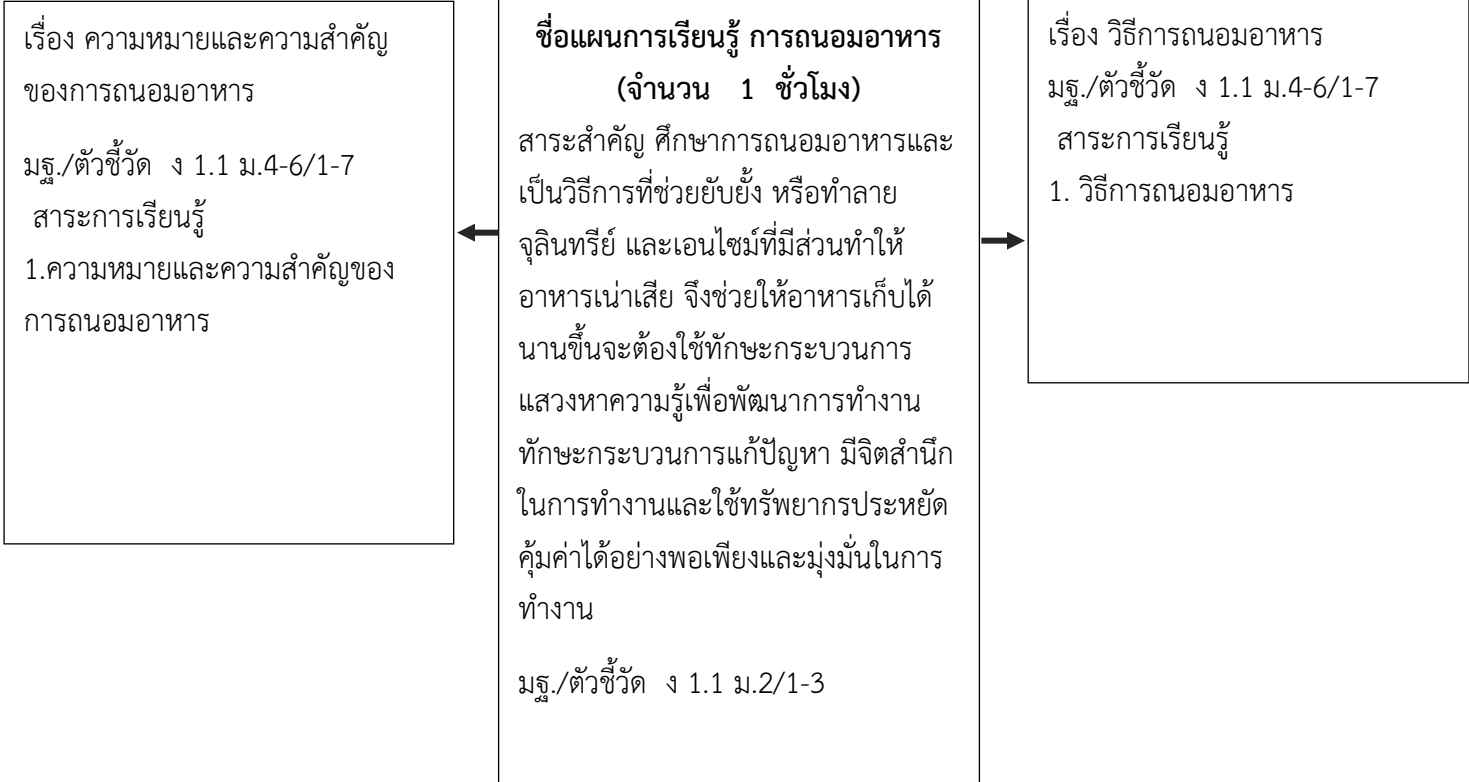 เรื่อง ความหมายและความสำคัญ
ของการถนอมอาหาร
มฐ./ตัวชี้วัด ง 1.1 ม.4-6/1-7
สาระการเรียนรู้
1.ความหมายและความสำคัญของ
การถนอมอาหาร
ชื่อแผนการเรียนรู้ การถนอมอาหาร
(จำนวน 1 ชั่วโมง)
สาระสำคัญ ศึกษาการถนอมอาหารและ
เป็นวิธีการที่ช่วยยับยั้ง หรือทำลาย
จุลินทรีย์ และเอนไซม์ที่มีส่วนทำให้
อาหารเน่าเสีย จึงช่วยให้อาหารเก็บได้
นานขึ้นจะต้องใช้ทักษะกระบวนการ
แสวงหาความรู้เพื่อพัฒนาการทำงาน
ทักษะกระบวนการแก้ปัญหา มีจิตสำนึก
ในการทำงานและใช้ทรัพยากรประหยัด
คุ้มค่าได้อย่างพอเพียงและมุ่งมั่นในการ
ทำงาน
มฐ./ตัวชี้วัด ง 1.1 ม.2/1-3
เรื่อง วิธีการถนอมอาหาร
มฐ./ตัวชี้วัด ง 1.1 ม.4-6/1-7
สาระการเรียนรู้
1. วิธีการถนอมอาหาร